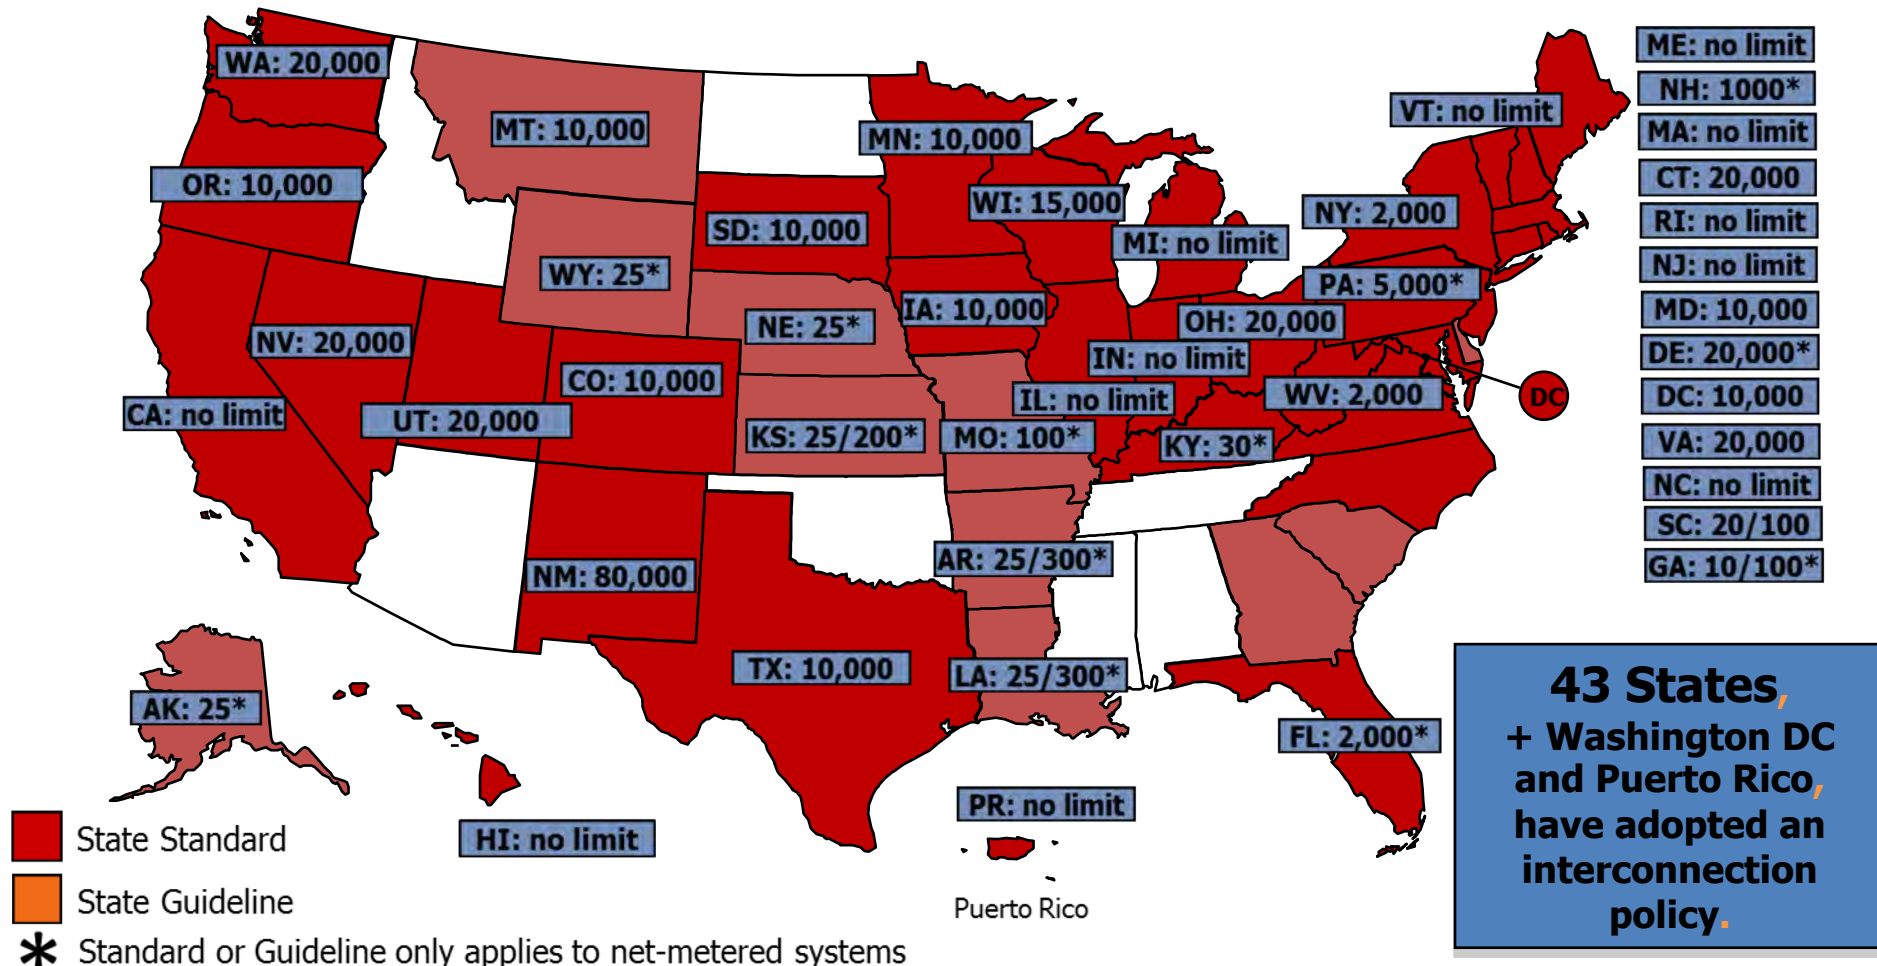 WA: 20,000
MT: 10,000
MN: 10,000
VT: no limit
ME: no limit
NH: 1000*
MA: no limit
OR: 10,000
SD: 10,000
WI: 15,000
NY: 2,000
CT: 20,000
RI: no limit
MI: no limit
WY: 25*
PA: 5,000*
NJ: no limit
IA: 10,000
MD: 10,000
NV: 20,000
NE: 25*
OH: 20,000
DE: 20,000*
IN: no limit
CO: 10,000
IL: no limit
WV: 2,000
DC
DC: 10,000
CA: no limit
UT: 20,000
KS: 25/200*
MO: 100*
KY: 30*
VA: 20,000
NC: no limit
SC: 20/100
NM: 80,000
AR: 25/300*
GA: 10/100*
TX: 10,000
LA: 25/300*
AK: 25*
FL: 2,000*
43 States,
+ Washington DC
and Puerto Rico,
have adopted an
interconnection
policy.
PR: no limit
HI: no limit
Puerto Rico
State Standard
State Guideline
* Standard or Guideline only applies to net-metered systems